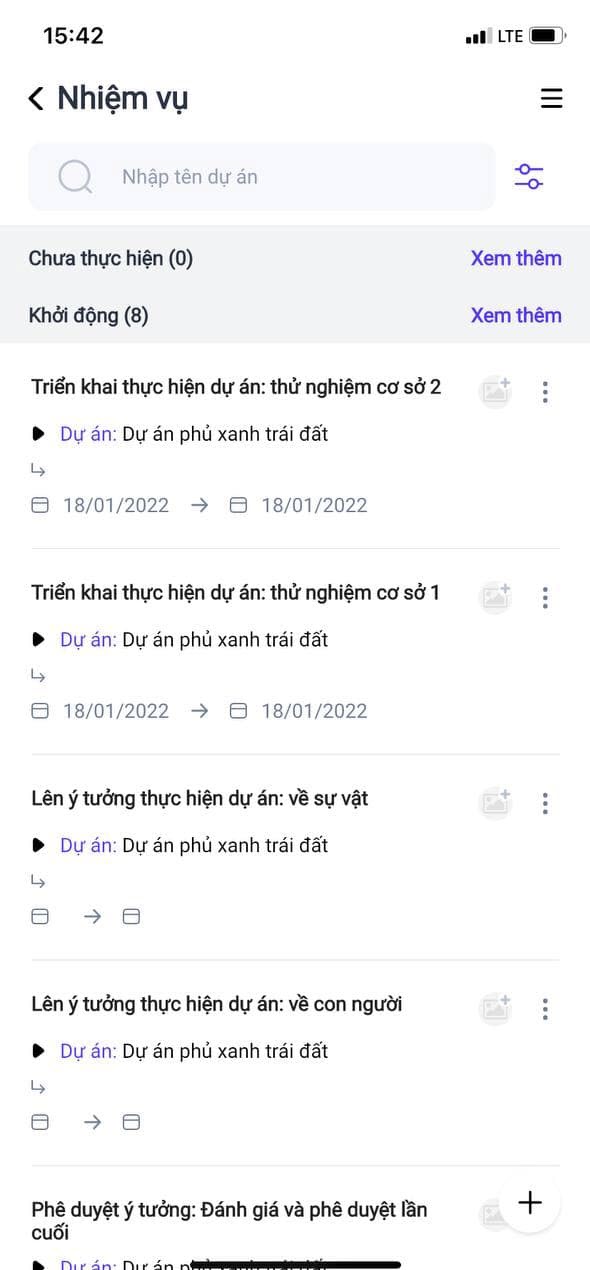 15:42
LTE
Nhiệm vụ
Nhập tên dự án
Chưa thực hiện (0) Xem thêm
Khởi động (8) Xem thêm
Triển khai thực hiện dự án: thử nghiệm cơ sở 2
Dự án: Dự án phủ xanh trái đất
18/01/2022 → 18/01/2022
Triển khai thực hiện dự án: thử nghiệm cơ sở 1
Dự án: Dự án phủ xanh trái đất
18/01/2022 → 18/01/2022
Lên ý tưởng thực hiện dự án: về sự vật
Dự án: Dự án phủ xanh trái đất
Lên ý tưởng thực hiện dự án: về con người
Dự án: Dự án phủ xanh trái đất
Phê duyệt ý tưởng: Đánh giá và phê duyệt lần
cuối
Dự án: Dự án